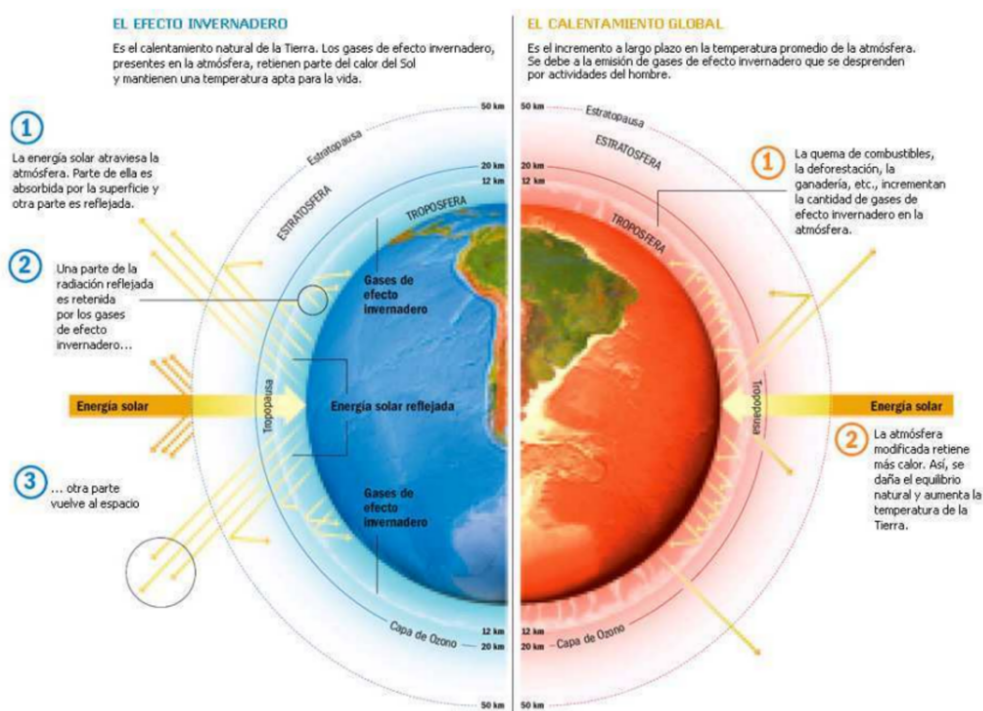 EL EFECTO INVERNADERO
Es el calentamiento natural de la Tierra. Los gases de efecto invernadero,
presentes en la atmósfera, retienen parte del calor del Sol
y mantienen una temperatura apta para la vida.
1
La energía solar atraviesa la
atmósfera. Parte de ella es
absorbida por la superficie y
otra parte es reflejada.
2
Una parte de la
radiación reflejada
es retenida
por los gases
de efecto
invernadero...
Energía solar
3
... otra parte
vuelve al espacio
50 km
Estratopausa
ESTRATOSFERA
20 km
12 km
TROPOSFERA
Gases de
efecto
invernadero
Tropopausa
Energía solar reflejada
Gases de
efecto
invernadero
Capa de Ozono
12 km
20 km
50 km
EL CALENTAMIENTO GLOBAL
Es el incremento a largo plazo en la temperatura promedio de la atmósfera.
Se debe a la emisión de gases de efecto invernadero que se desprenden
por actividades del hombre.
50 km
Estratopausa
ESTRATOSFERA
20 km
12 km
TROPOSFERA
1
La quema de combustibles,
la deforestación, la
ganadería, etc., incrementan
la cantidad de gases de
efecto invernadero en la
atmósfera.
Tropopausa
Energía solar
2
La atmósfera
modificada retiene
más calor. Así, se
daña el equilibrio
natural y aumenta la
temperatura de la
Tierra.
12 km
20 km
Capa de Ozono
50 km